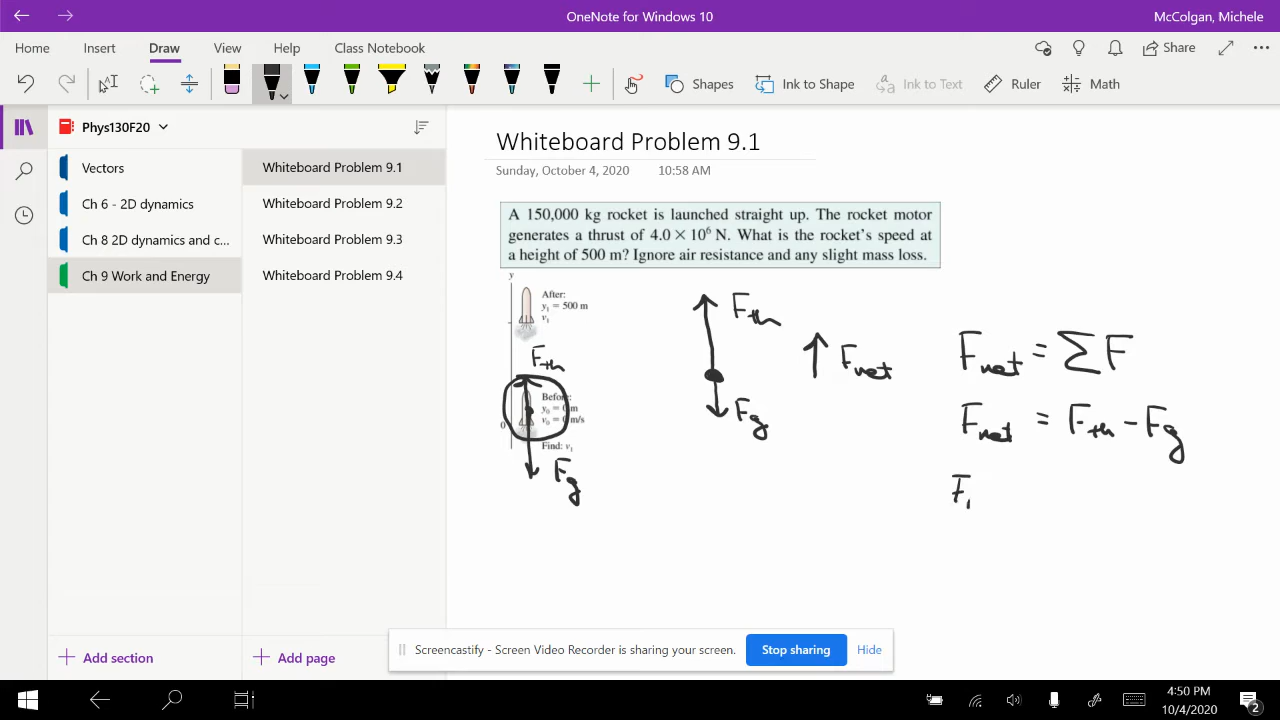 OneNote for Windows 10
McColgan, Michele
Home Insert Draw View Help Class Notebook
Share
Shapes Ink to Shape Ink to Text Ruler Math
Phys130F20
Vectors
Ch 6 - 2D dynamics
Ch 8 2D dynamics and c...
Ch 9 Work and Energy
Add section
Whiteboard Problem 9.1
Whiteboard Problem 9.2
Whiteboard Problem 9.3
Whiteboard Problem 9.4
Add page
Whiteboard Problem 9.1
Sunday, October 4, 2020 10:58 AM
A 150,000 kg rocket is launched straight up. The rocket motor
generates a thrust of 4.0 × 10⁶ N. What is the rocket's speed at
a height of 500 m? Ignore air resistance and any slight mass loss.
y
After:
y₁ = 500 m
v₁
F_th
Before:
y₀ = 0 m
v₀ = 0 m/s
0
Find: v₁
F_g
F_th
F_g
F_net
F_net = ΣF
F_net = F_th - F_g
Screencastify - Screen Video Recorder is sharing your screen.
Stop sharing
Hide
4:50 PM
10/4/2020
2